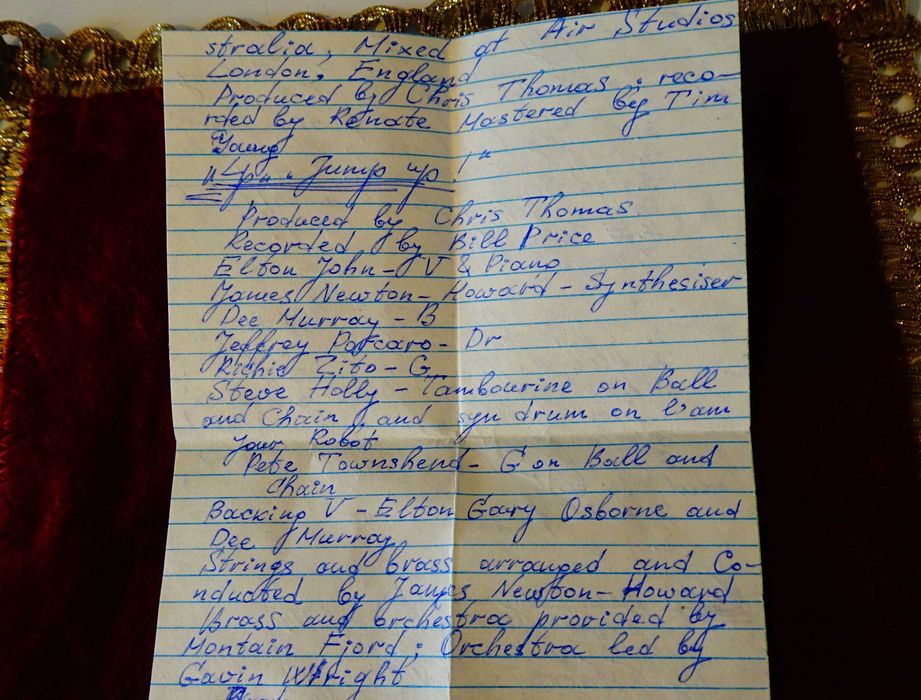 stralia, Mixed at Air Studios
London. England
Produced by Chris Thomas; reco-
rded by Renate Mastered by Tim
Young
"Lp". "Jump up!"
Produced by Chris Thomas
Recorded by Bill Price
Elton John - V & Piano
James Newton-Howard - Synthesiser
Dee Murray - B
Jeffrey Porcaro - Dr
Richie Zito - G
Steve Holly - Tambourine on Ball
and Chain, and syn drum on I'am
Your Robot
Pete Townshend - G on Ball and
Chain
Backing V - Elton Gary Osborne and
Dee Murray
Strings and brass arranged and Co-
nducted by James Newton-Howard
Brass and orchestra provided by
Montain Fjord; Orchestra led by
Gavin Wright